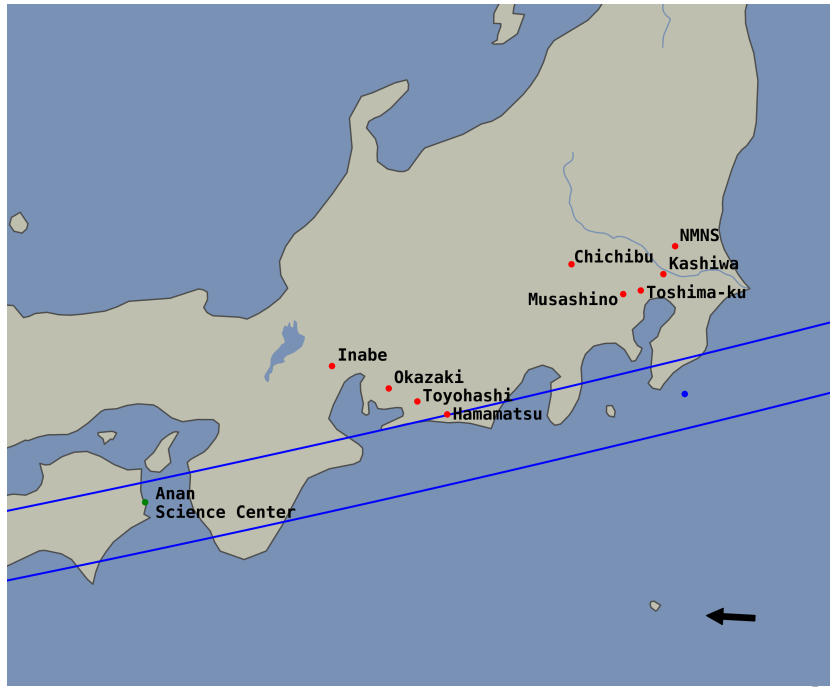 NMNS
Chichibu
Kashiwa
Toshima-ku
Musashino
Inabe
Okazaki
Toyohashi
Hamamatsu
Anan
Science Center